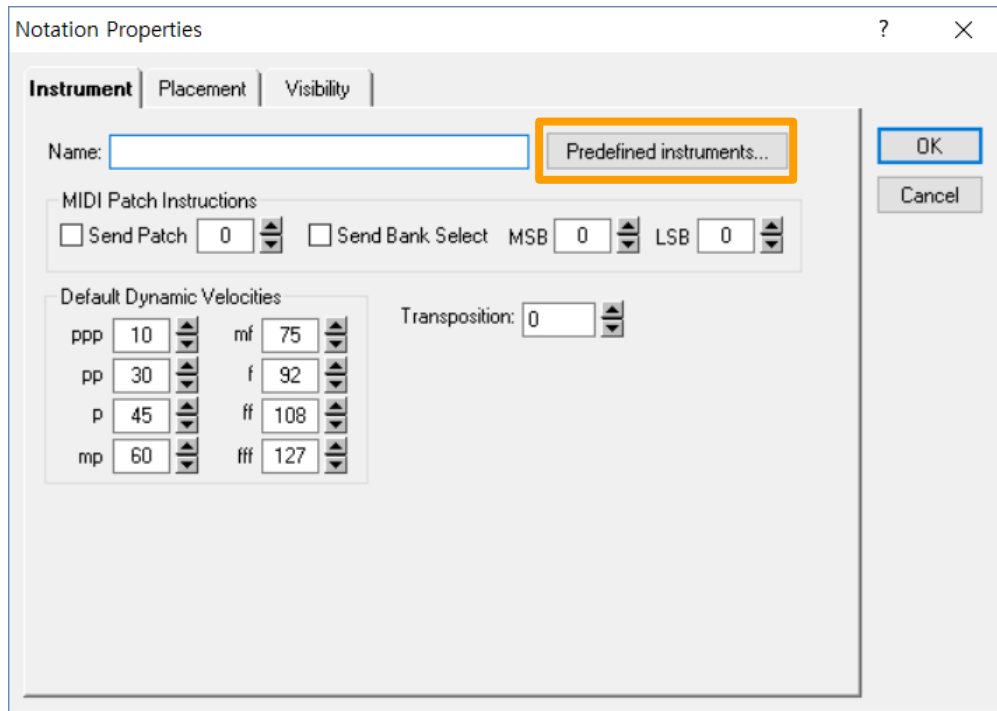 Notation Properties ?
Instrument Placement Visibility
Name: Predefined instruments... OK
Cancel
MIDI Patch Instructions
Send Patch 0 Send Bank Select MSB 0 LSB 0
Default Dynamic Velocities
Transposition: 0
ppp 10 mf 75
pp 30 f 92
p 45 ff 108
mp 60 fff 127